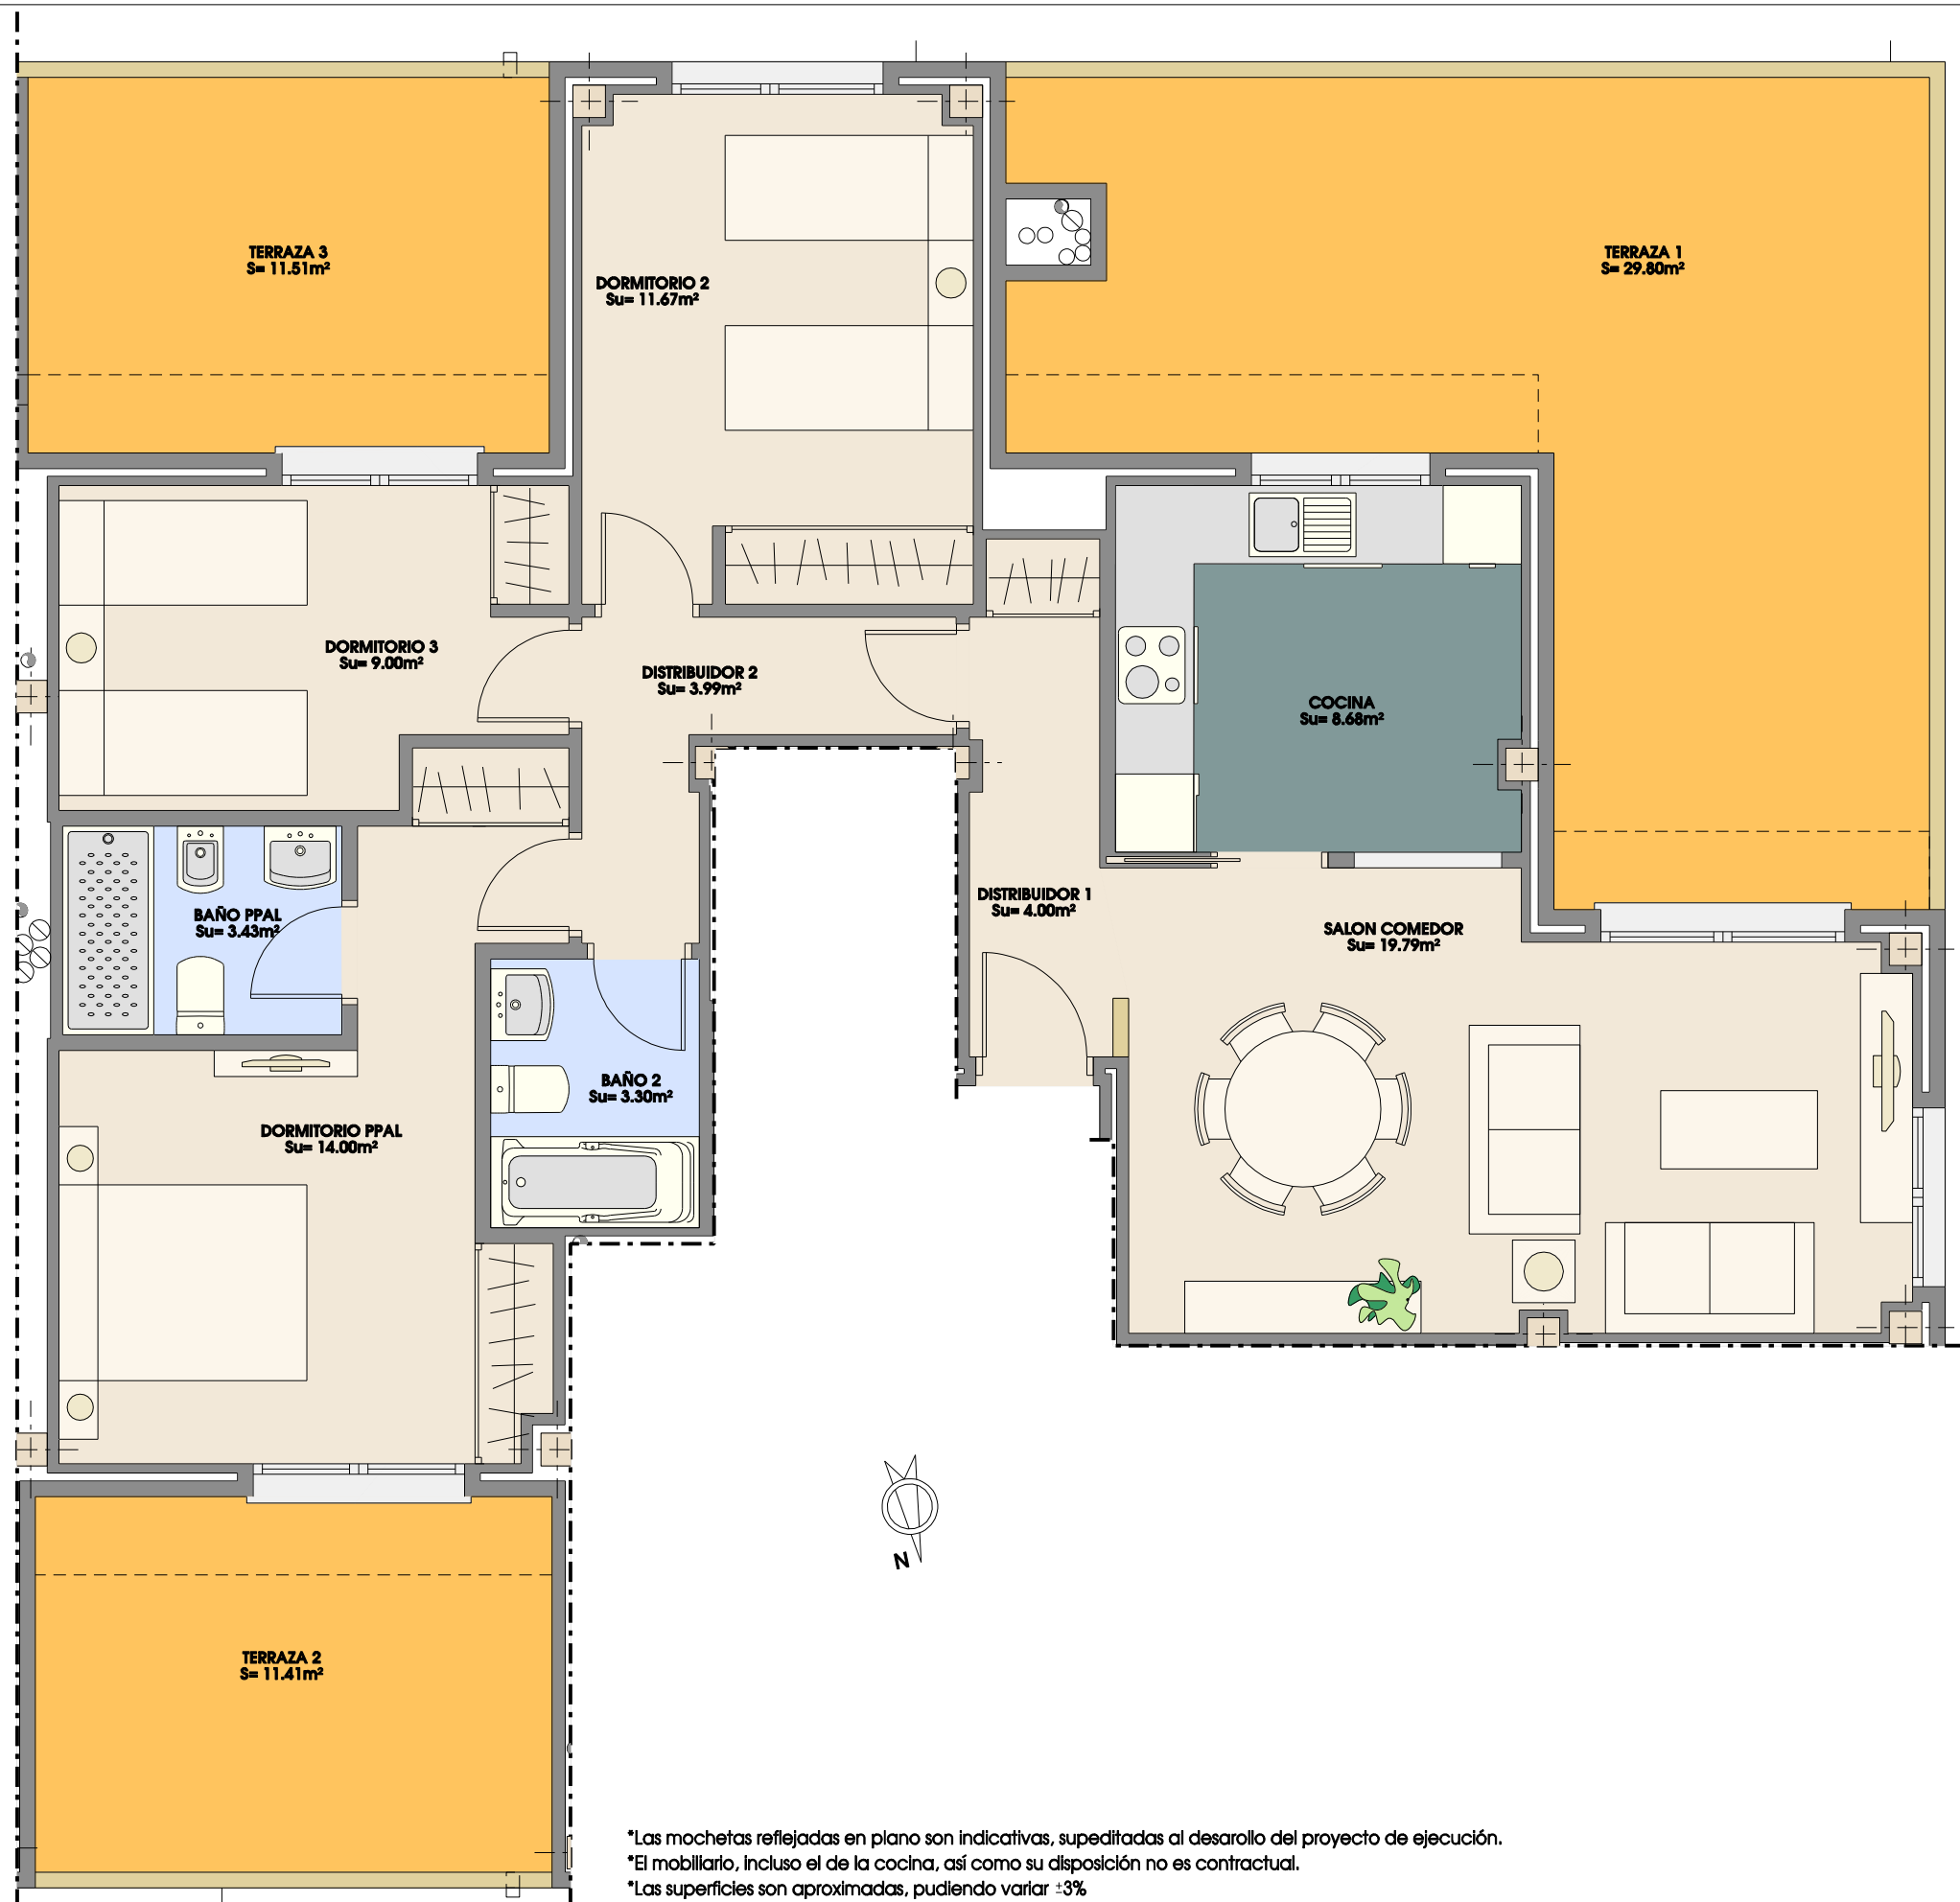 TERRAZA 3
S= 11.51m²
DORMITORIO 2
Su= 11.67m²
TERRAZA 1
S= 29.80m²
DORMITORIO 3
Su= 9.00m²
DISTRIBUIDOR 2
Su= 3.99m²
COCINA
Su= 8.68m²
BAÑO PPAL
Su= 3.43m²
DISTRIBUIDOR 1
Su= 4.00m²
SALON COMEDOR
Su= 19.79m²
BAÑO 2
Su= 3.30m²
DORMITORIO PPAL
Su= 14.00m²
N
TERRAZA 2
S= 11.41m²
*Las mochetas reflejadas en plano son indicativas, supeditadas al desarollo del proyecto de ejecución.
*El mobiliario, incluso el de la cocina, así como su disposición no es contractual.
*Las superficies son aproximadas, pudiendo variar ±3%